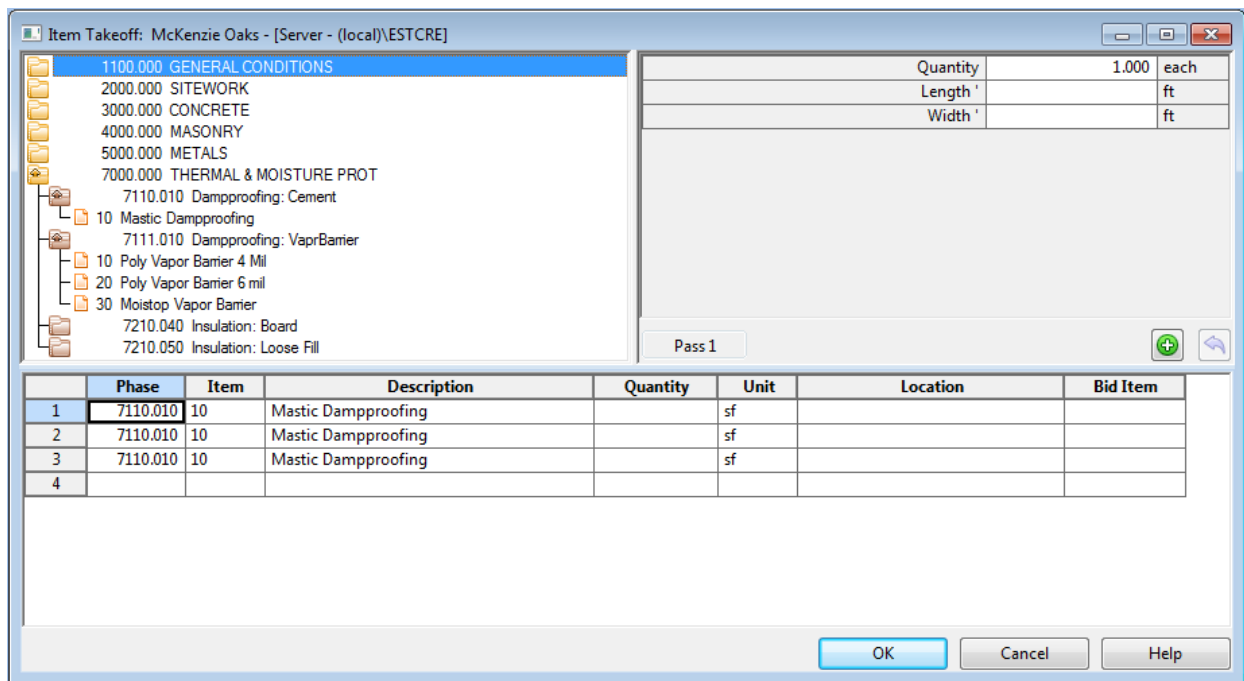 Item Takeoff: McKenzie Oaks - [Server - (local)\ESTCRE]
1100.000 GENERAL CONDITIONS
2000.000 SITEWORK
3000.000 CONCRETE
4000.000 MASONRY
5000.000 METALS
7000.000 THERMAL & MOISTURE PROT
7110.010 Dampproofing: Cement
10 Mastic Dampproofing
7111.010 Dampproofing: VaprBarrier
10 Poly Vapor Barrier 4 Mil
20 Poly Vapor Barrier 6 mil
30 Moistop Vapor Barrier
7210.040 Insulation: Board
7210.050 Insulation: Loose Fill
Quantity 1.000 each
Length ' ft
Width ' ft
Pass 1
Phase Item Description Quantity Unit Location Bid Item
1 7110.010 10 Mastic Dampproofing sf
2 7110.010 10 Mastic Dampproofing sf
3 7110.010 10 Mastic Dampproofing sf
4
OK Cancel Help